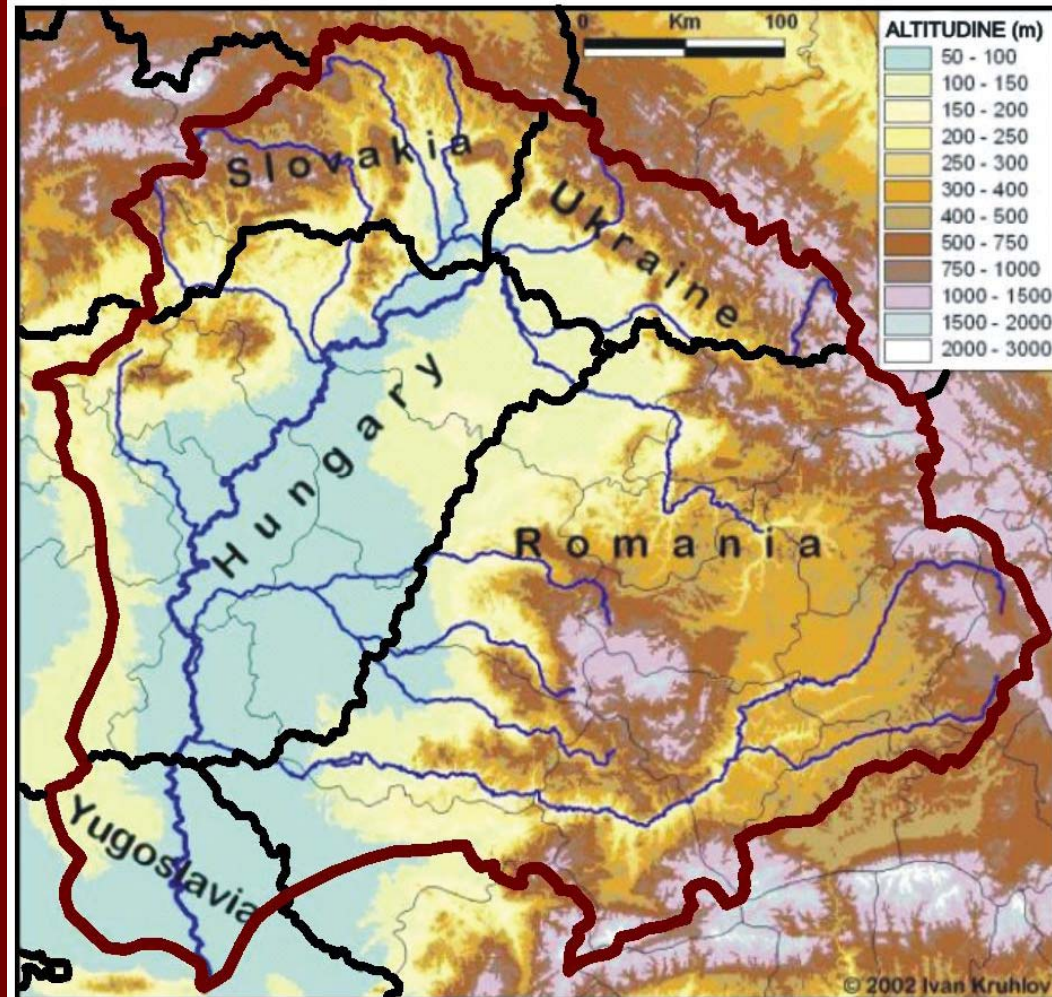 0 Km 100
ALTITUDINE (m)
50 - 100
100 - 150
150 - 200
200 - 250
250 - 300
300 - 400
400 - 500
500 - 750
750 - 1000
1000 - 1500
1500 - 2000
2000 - 3000
Slovakia
Ukraine
Hungary
Romania
Yugoslavia
© 2002 Ivan Kruhlov